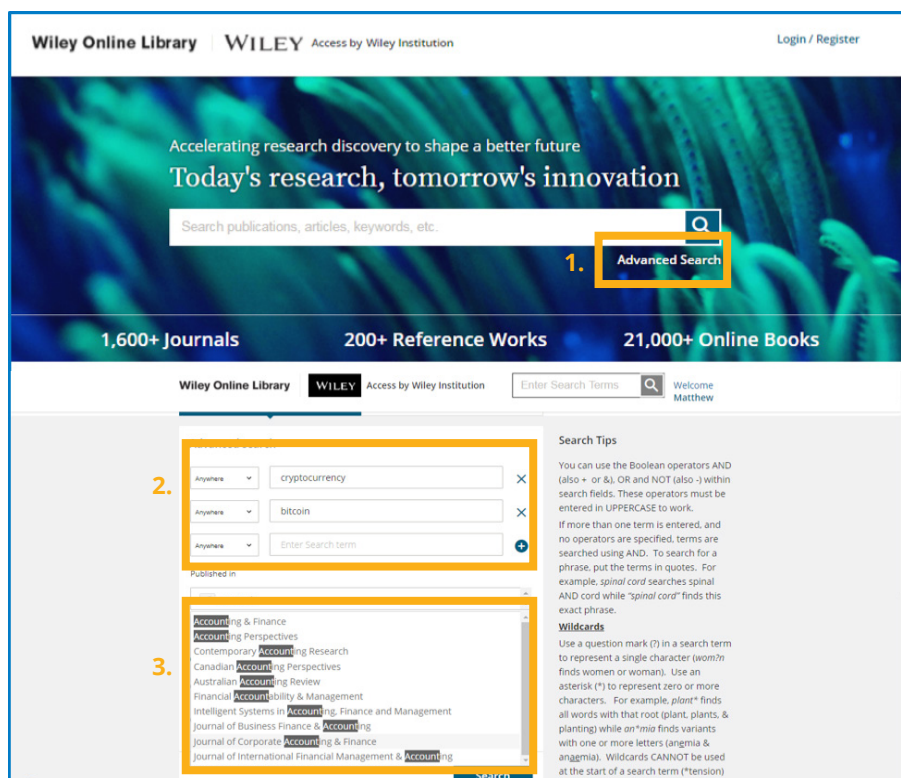 Wiley Online Library WILEY Access by Wiley Institution Login / Register
Accelerating research discovery to shape a better future
Today's research, tomorrow's innovation
Search publications, articles, keywords, etc.
1. Advanced Search
1,600+ Journals 200+ Reference Works 21,000+ Online Books
Wiley Online Library WILEY Access by Wiley Institution Enter Search Terms Welcome
Matthew
2.
Anywhere cryptocurrency
Anywhere bitcoin
Anywhere Enter Search term
Published in
3.
Accounting & Finance
Accounting Perspectives
Contemporary Accounting Research
Canadian Accounting Perspectives
Australian Accounting Review
Financial Accountability & Management
Intelligent Systems in Accounting, Finance and Management
Journal of Business Finance & Accounting
Journal of Corporate Accounting & Finance
Journal of International Financial Management & Accounting
Search
Search Tips
You can use the Boolean operators AND
(also + or &), OR and NOT (also -) within
search fields. These operators must be
entered in UPPERCASE to work.
If more than one term is entered, and
no operators are specified, terms are
searched using AND. To search for a
phrase, put the terms in quotes. For
example, spinal cord searches spinal
AND cord while "spinal cord" finds this
exact phrase.
Wildcards
Use a question mark (?) in a search term
to represent a single character (wom?n
finds women or woman). Use an
asterisk (*) to represent zero or more
characters. For example, plant* finds
all words with that root (plant, plants, &
planting) while an*mia finds variants
with one or more letters (anemia &
anaemia). Wildcards CANNOT be used
at the start of a search term (*tension)